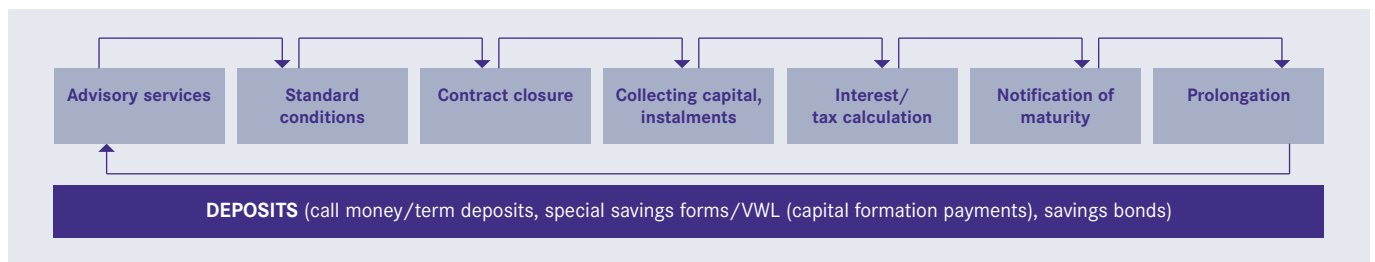 Advisory services
Standard
conditions
Contract closure
Collecting capital,
instalments
Interest/
tax calculation
Notification of
maturity
Prolongation
DEPOSITS (call money/term deposits, special savings forms/VWL (capital formation payments), savings bonds)